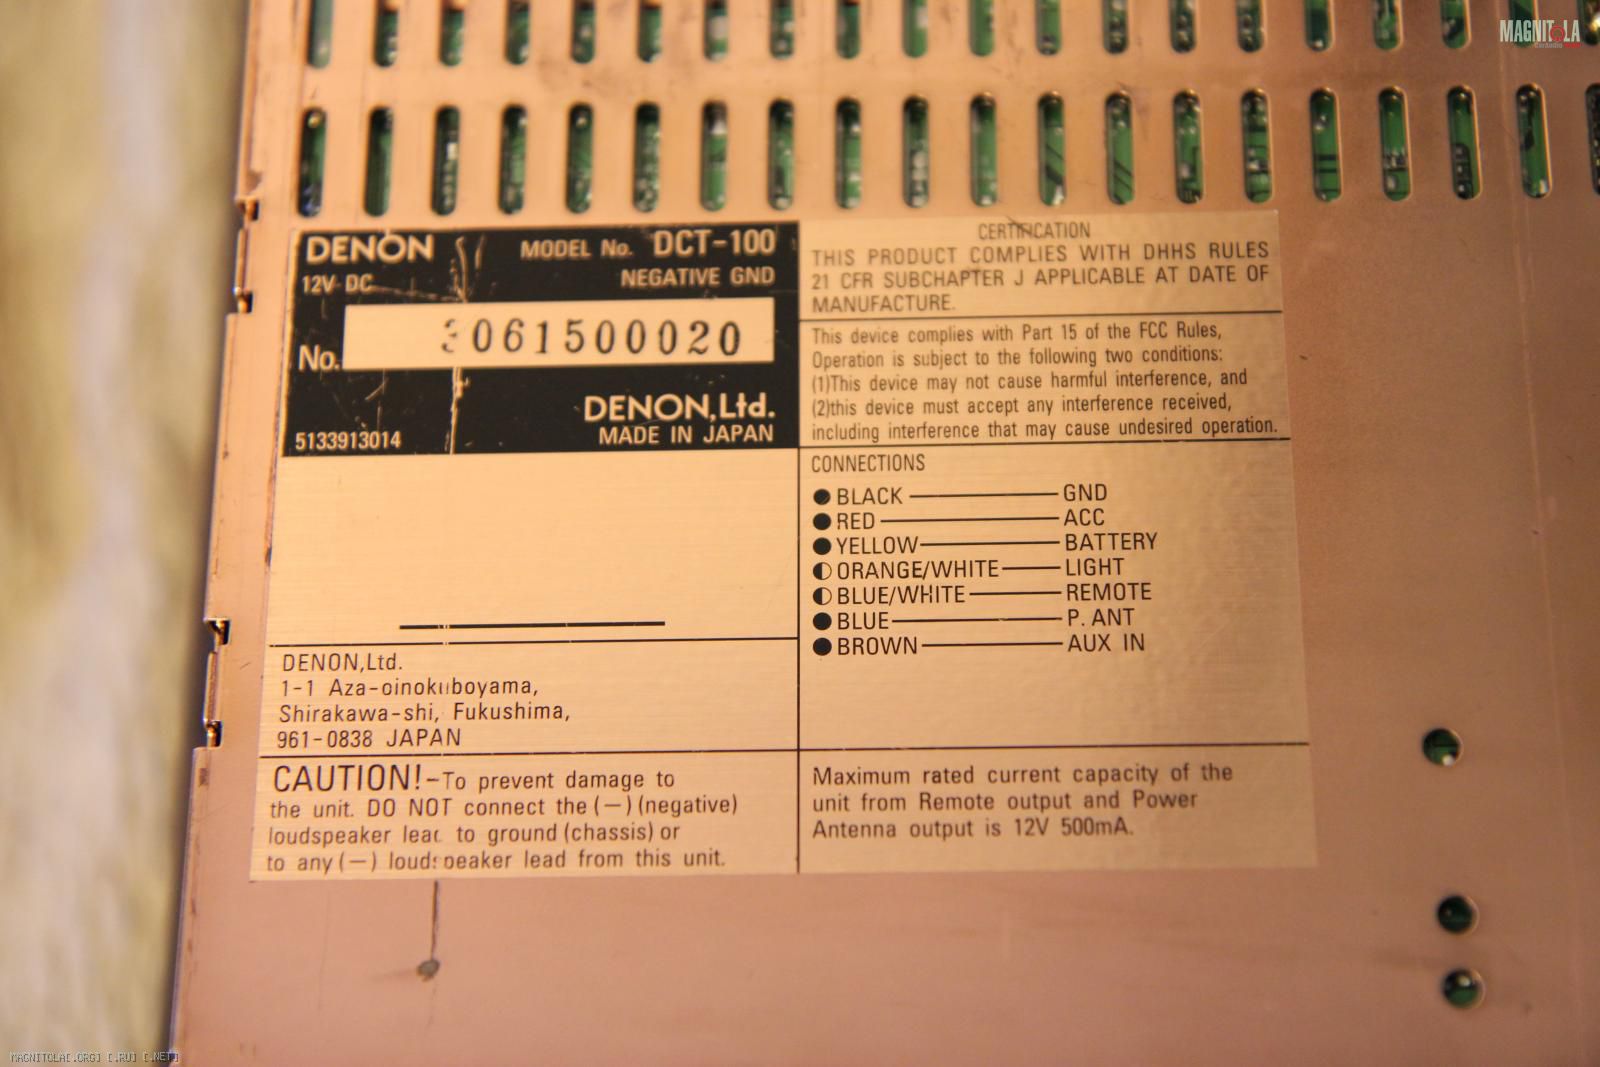 MAGNITOLA
DENON MODEL No. DCT-100
12V DC NEGATIVE GND
No. 3061500020
DENON,Ltd.
5133913014 MADE IN JAPAN
CERTIFICATION
THIS PRODUCT COMPLIES WITH DHHS RULES
21 CFR SUBCHAPTER J APPLICABLE AT DATE OF
MANUFACTURE.
This device complies with Part 15 of the FCC Rules,
Operation is subject to the following two conditions:
(1)This device may not cause harmful interference, and
(2)this device must accept any interference received,
including interference that may cause undesired operation.
CONNECTIONS
BLACK GND
RED ACC
YELLOW BATTERY
ORANGE/WHITE LIGHT
BLUE/WHITE REMOTE
BLUE P. ANT
BROWN AUX IN
DENON,Ltd.
1-1 Aza-oinokuboyama,
Shirakawa-shi, Fukushima,
961-0838 JAPAN
CAUTION!-To prevent damage to
the unit. DO NOT connect the (-) (negative)
loudspeaker lead to ground (chassis) or
to any (-) loudspeaker lead from this unit.
Maximum rated current capacity of the
unit from Remote output and Power
Antenna output is 12V 500mA.
MAGNITOLA[.ORG] [.RU] [.NET]